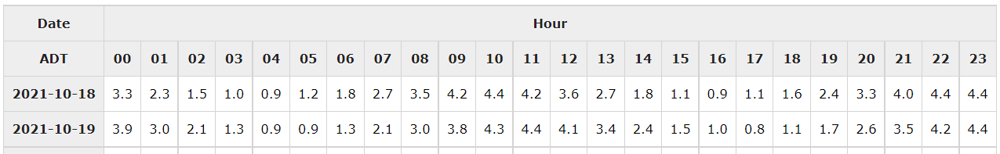 Date Hour
ADT 00 01 02 03 04 05 06 07 08 09 10 11 12 13 14 15 16 17 18 19 20 21 22 23
2021-10-18 3.3 2.3 1.5 1.0 0.9 1.2 1.8 2.7 3.5 4.2 4.4 4.2 3.6 2.7 1.8 1.1 0.9 1.1 1.6 2.4 3.3 4.0 4.4 4.4
2021-10-19 3.9 3.0 2.1 1.3 0.9 0.9 1.3 2.1 3.0 3.8 4.3 4.4 4.1 3.4 2.4 1.5 1.0 0.8 1.1 1.7 2.6 3.5 4.2 4.4